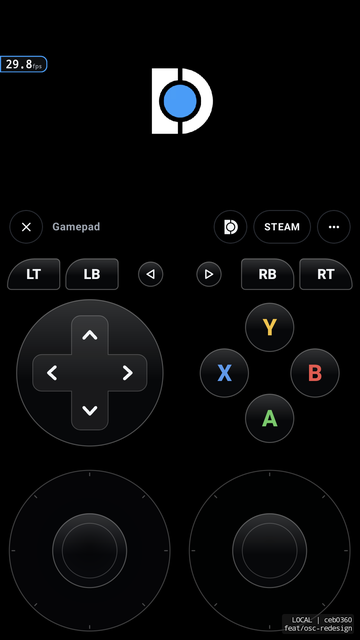 29.8fps
Gamepad
STEAM
LT
LB
RB
RT
Y
X
B
A
LOCAL | ceb0360
feat/osc-redesign